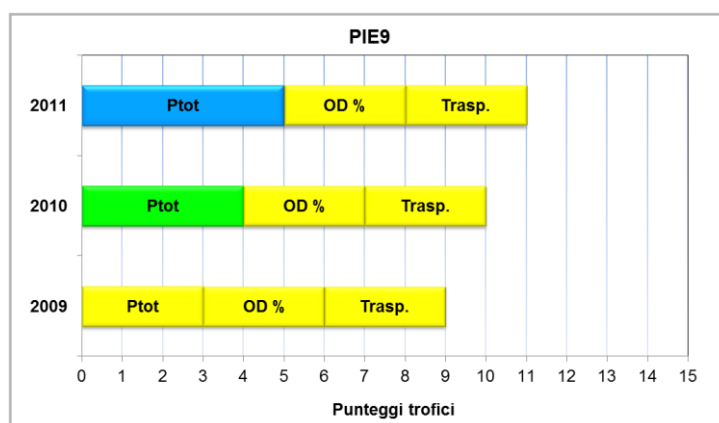 PIE9
2011
Ptot
OD %
Trasp.
2010
Ptot
OD %
Trasp.
2009
Ptot
OD %
Trasp.
0 1 2 3 4 5 6 7 8 9 10 11 12 13 14 15
Punteggi trofici